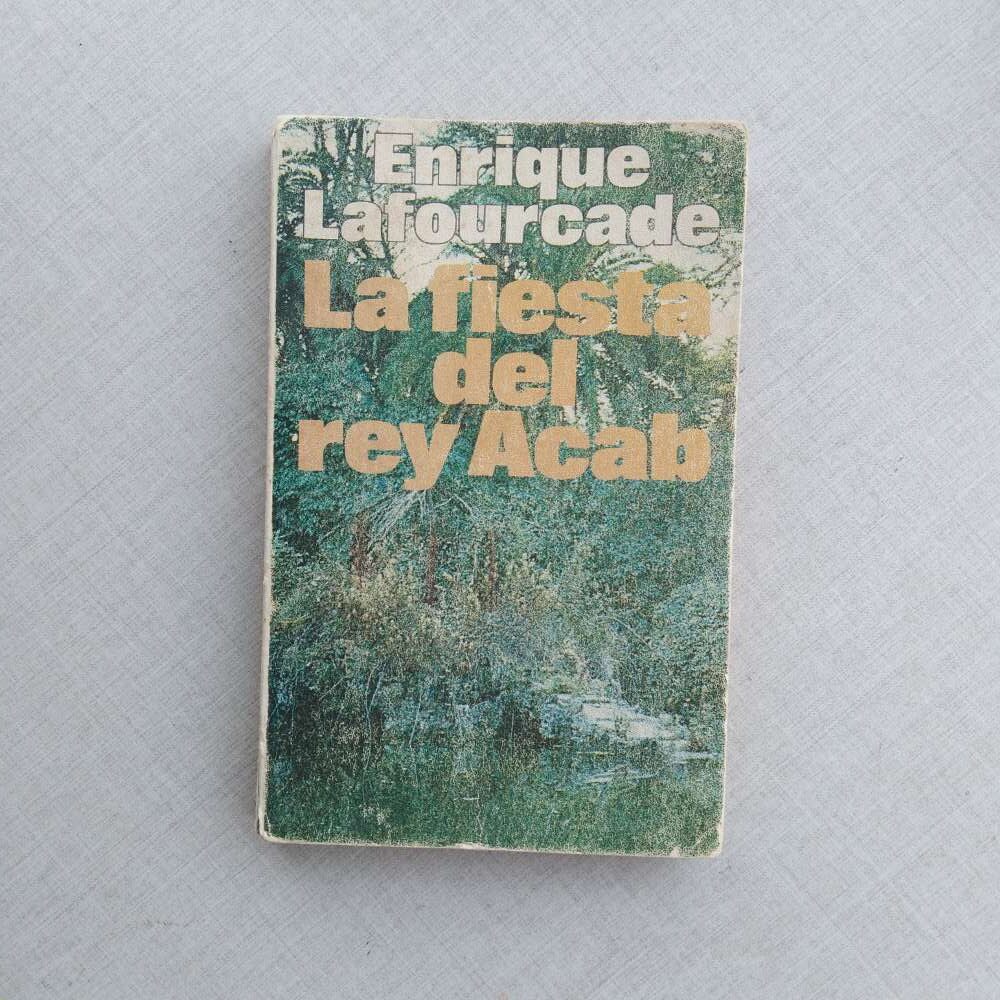 Enrique
Lafourcade
La fiesta
del
rey Acab